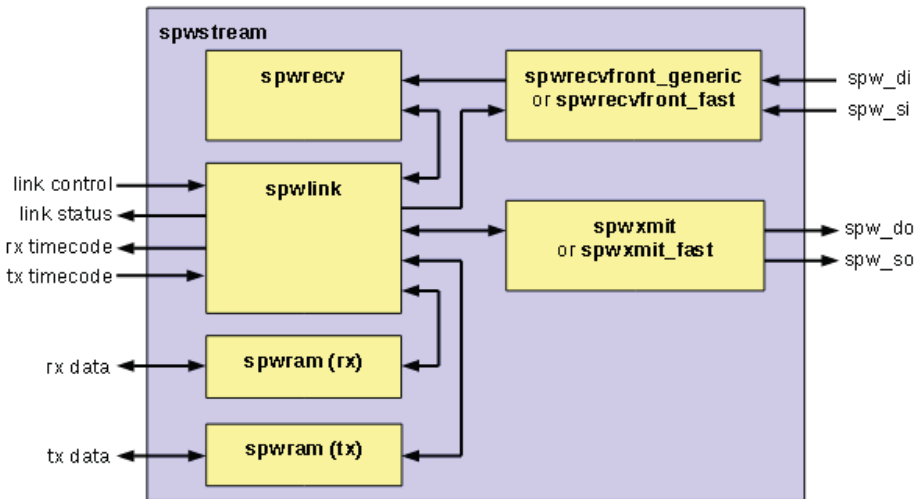 spwstream
spwrecv
spwrecvfront_generic
or spwrecvfront_fast
spw_di
spw_si
link control
link status
rx timecode
tx timecode
spwlink
spwxmit
or spwxmit_fast
spw_do
spw_so
rx data
spwram (rx)
tx data
spwram (tx)